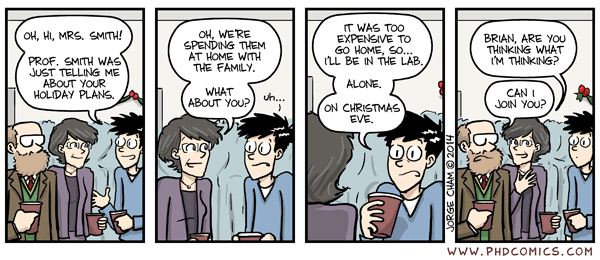 OH, HI, MRS. SMITH!
PROF. SMITH WAS
JUST TELLING ME
ABOUT YOUR
HOLIDAY PLANS.
OH, WE'RE
SPENDING THEM
AT HOME WITH
THE FAMILY.
WHAT
ABOUT YOU?
uh...
IT WAS TOO
EXPENSIVE TO
GO HOME, SO...
I'LL BE IN THE LAB.
ALONE.
ON CHRISTMAS
EVE.
BRIAN, ARE YOU
THINKING WHAT
I'M THINKING?
CAN I
JOIN YOU?
JORGE CHAM © 2014
WWW.PHDCOMICS.COM